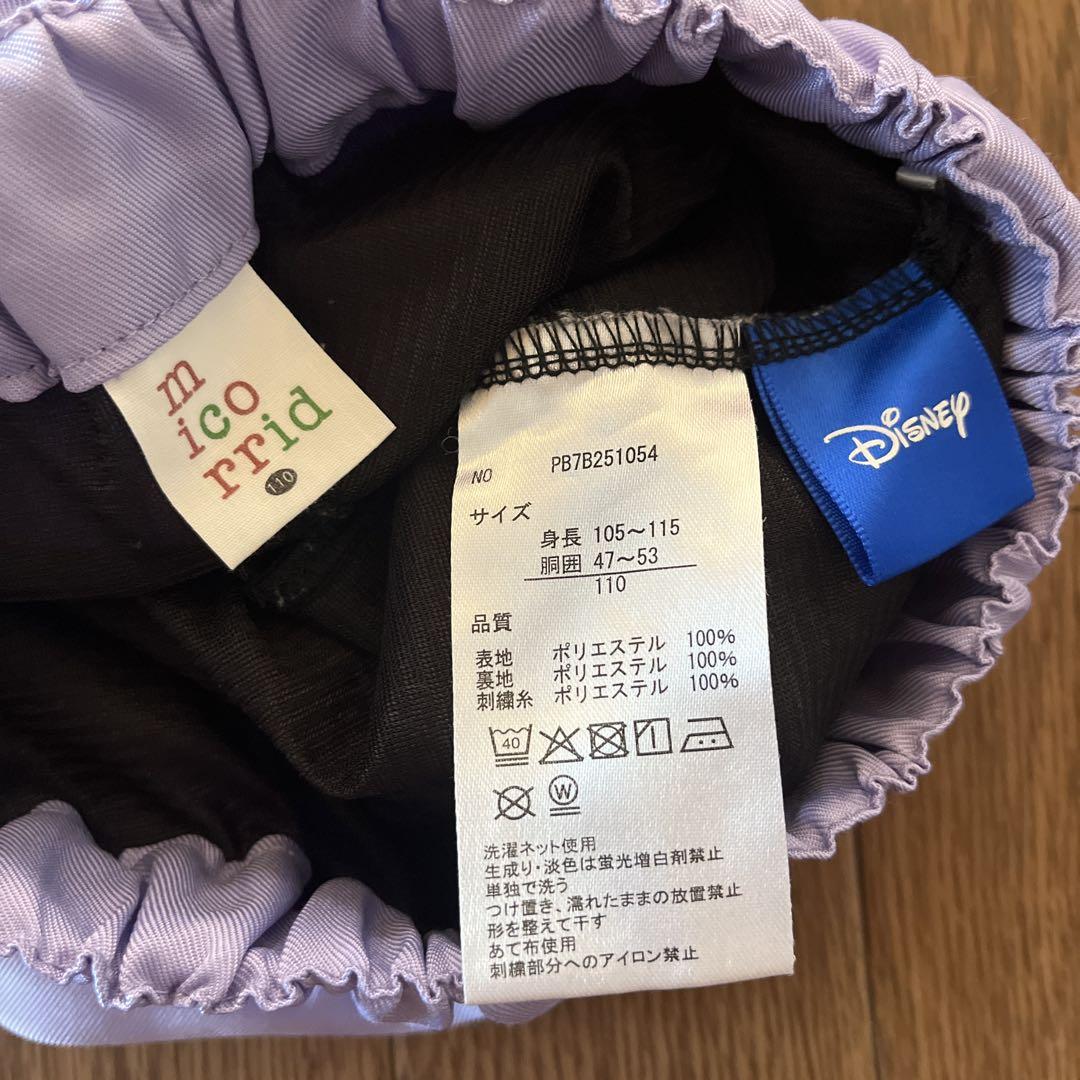 m
ico
rrid
110
NO PB7B251054
サイズ
身長 105～115
胴囲 47～53
110
品質
表地 ポリエステル 100%
裏地 ポリエステル 100%
刺繍糸 ポリエステル 100%
40
W
洗濯ネット使用
生成り・淡色は蛍光増白剤禁止
単独で洗う
つけ置き、濡れたままの放置禁止
形を整えて干す
あて布使用
刺繍部分へのアイロン禁止
Disney